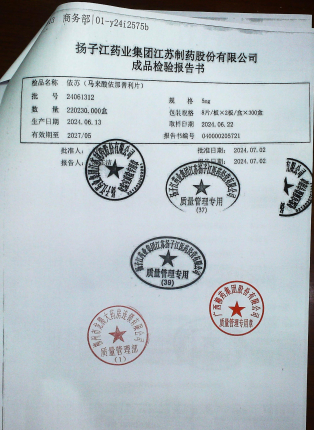 商务部 01-y24i2575b
扬子江药业集团江苏制药股份有限公司
成品检验报告书
检品名称 依苏（马来酸依那普利片）
批 号 24061312 规 格 5mg
数 量 220230.000盒 包装规格 8片/板×2板/盒×300盒
生产日期 2024.06.13 取样日期 2024.06.22
有效期至 2027/05 报告书编号 040000205721
批准人： 批准日期：2024.07.02
报告人： 报告日期：2024.07.02
质量管理专用
(37)
质量管理专用
(39)
质量管理专用章
质量管理部
(1)